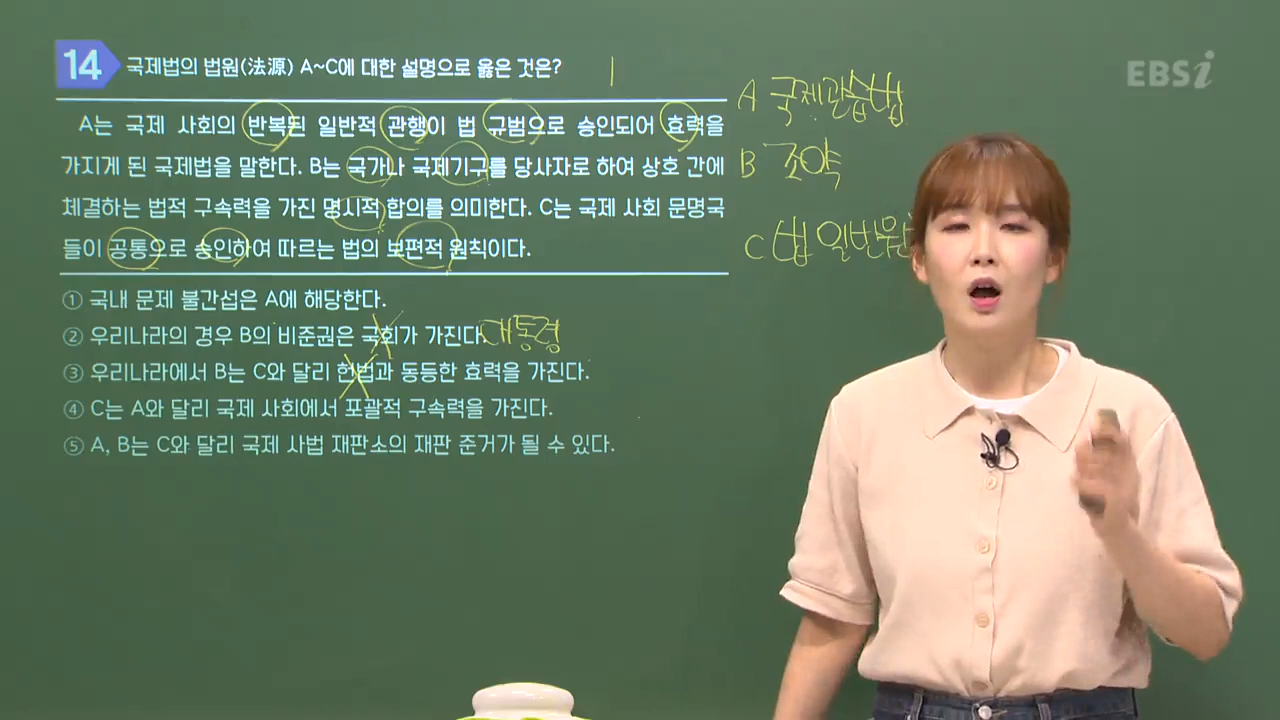 14 국제법의 법원(法源) A~C에 대한 설명으로 옳은 것은?
EBSi
A는 국제 사회의 반복된 일반적 관행이 법 규범으로 승인되어 효력을
가지게 된 국제법을 말한다. B는 국가나 국제기구를 당사자로 하여 상호 간에
체결하는 법적 구속력을 가진 명시적 합의를 의미한다. C는 국제 사회 문명국
들이 공통으로 승인하여 따르는 법의 보편적 원칙이다.
A 국제관습법
B 조약
C 법 일반원
① 국내 문제 불간섭은 A에 해당한다.
② 우리나라의 경우 B의 비준권은 국회가 가진다. 대통령
③ 우리나라에서 B는 C와 달리 헌법과 동등한 효력을 가진다.
④ C는 A와 달리 국제 사회에서 포괄적 구속력을 가진다.
⑤ A, B는 C와 달리 국제 사법 재판소의 재판 준거가 될 수 있다.